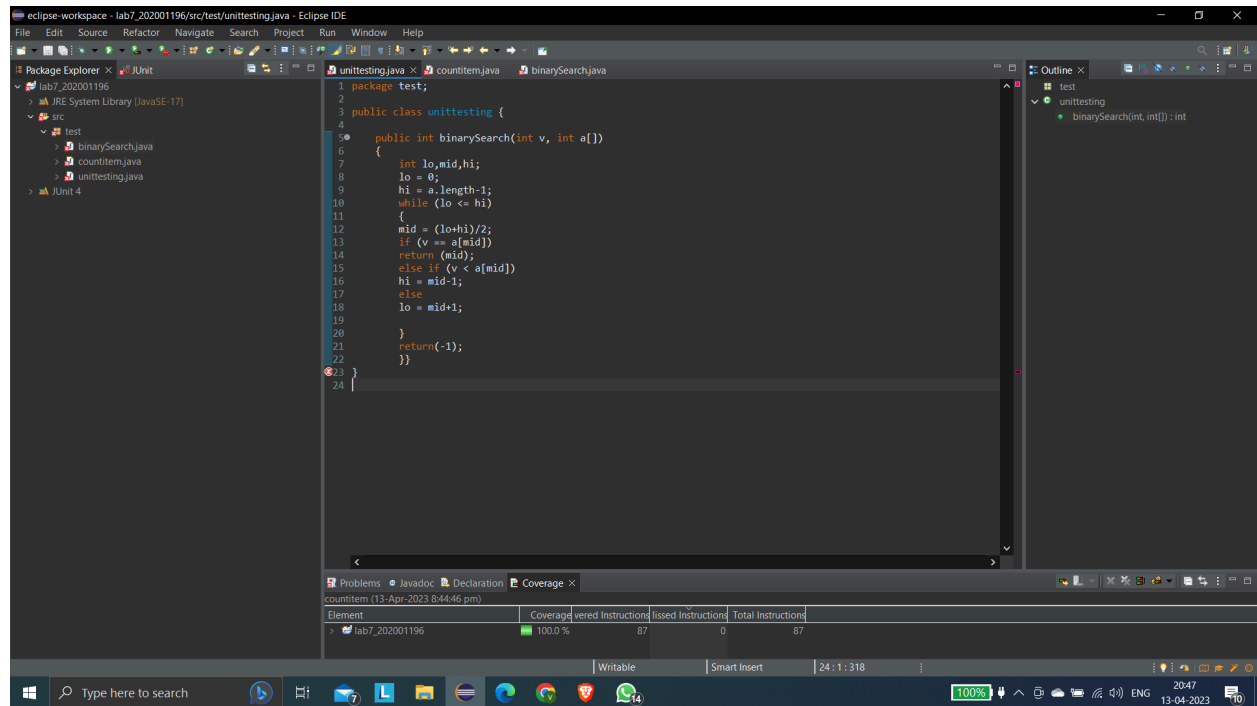 eclipse-workspace - lab7_202001196/src/test/unittesting.java - Eclipse IDE
File Edit Source Refactor Navigate Search Project Run Window Help
Package Explorer JUnit
unittesting.java countitem.java binarySearch.java
Outline
lab7_202001196
JRE System Library [JavaSE-17]
src
test
binarySearch.java
countitem.java
unittesting.java
JUnit 4
1 package test;
2
3 public class unittesting {
4
5 public int binarySearch(int v, int a[])
6 {
7 int lo,mid,hi;
8 lo = 0;
9 hi = a.length-1;
10 while (lo <= hi)
11 {
12 mid = (lo+hi)/2;
13 if (v == a[mid])
14 return (mid);
15 else if (v < a[mid])
16 hi = mid-1;
17 else
18 lo = mid+1;
19
20 }
21 return(-1);
22 }}
23 }
24
test
unittesting
binarySearch(int, int[]) : int
Problems Javadoc Declaration Coverage
countitem (13-Apr-2023 8:44:46 pm)
Element Coverage vered Instructions lissed Instructions Total Instructions
lab7_202001196 100.0 % 87 0 87
Writable Smart Insert 24 : 1 : 318
Type here to search
7
L
14
100%
ENG
20:47
13-04-2023
10